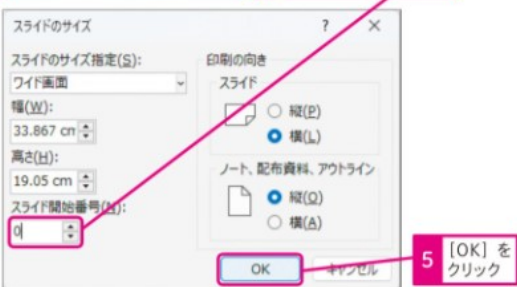 スライドのサイズ ? ×
スライドのサイズ指定(S):
ワイド画面
幅(W):
33.867 cm
高さ(H):
19.05 cm
スライド開始番号(N):
0
印刷の向き
スライド
縦(P)
横(L)
ノート、配布資料、アウトライン
縦(O)
横(A)
OK
キャンセル
5 [OK] を
クリック